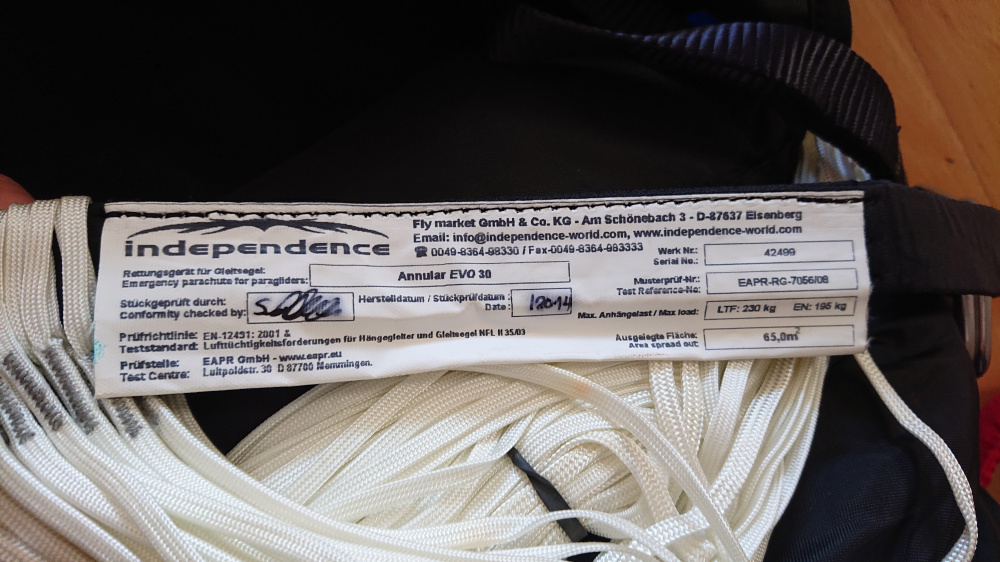 independence
Fly market GmbH & Co. KG - Am Schönebach 3 - D-87637 Eisenberg
Email: info@independence-world.com, www.independence-world.com
☎ 0049-8364-98330 / Fax-0049-8364-983333
Rettungsgerät für Gleitsegel:
Emergency parachute for paragliders:
Annular EVO 30
Werk Nr.:
Serial No.:
42499
Stückgeprüft durch:
Conformity checked by:
Herstelldatum / Stückprüfdatum:
Date:
12014
Musterprüf-Nr.:
Test Reference-No:
EAPR-RG-7056/08
Max. Anhängelast / Max. load:
LTF: 230 kg EN: 195 kg
Prüfrichtlinie: EN-12491: 2001 &
Teststandard: Lufttüchtigkeitsforderungen für Hängegleiter und Gleitsegel NFL II 35/03
Ausgelegte Fläche:
Area spread out:
65,0m²
Prüfstelle: EAPR GmbH - www.eapr.eu
Test Centre: Luitpoldstr. 30 D 87700 Memmingen.